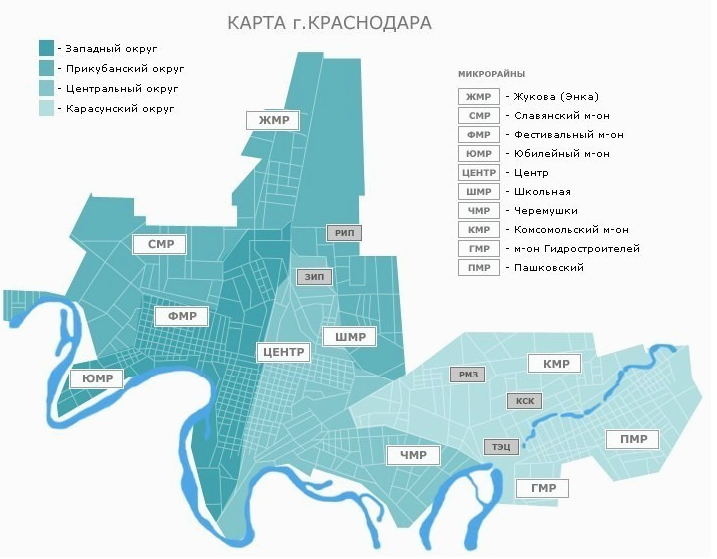 КАРТА г.КРАСНОДАРА
- Западный округ
- Прикубанский округ
- Центральный округ
- Карасунский округ
МИКРОРАЙНЫ
ЖМР - Жукова (Энка)
СМР - Славянский м-он
ФМР - Фестивальный м-он
ЮМР - Юбилейный м-он
ЦЕНТР - Центр
ШМР - Школьная
ЧМР - Черемушки
КМР - Комсомольский м-он
ГМР - м-он Гидростроителей
ПМР - Пашковский
ЖМР
РИП
СМР
ЗИП
ФМР
ШМР
ЦЕНТР
КМР
РМЗ
ЮМР
КСК
ПМР
ТЭЦ
ЧМР
ГМР